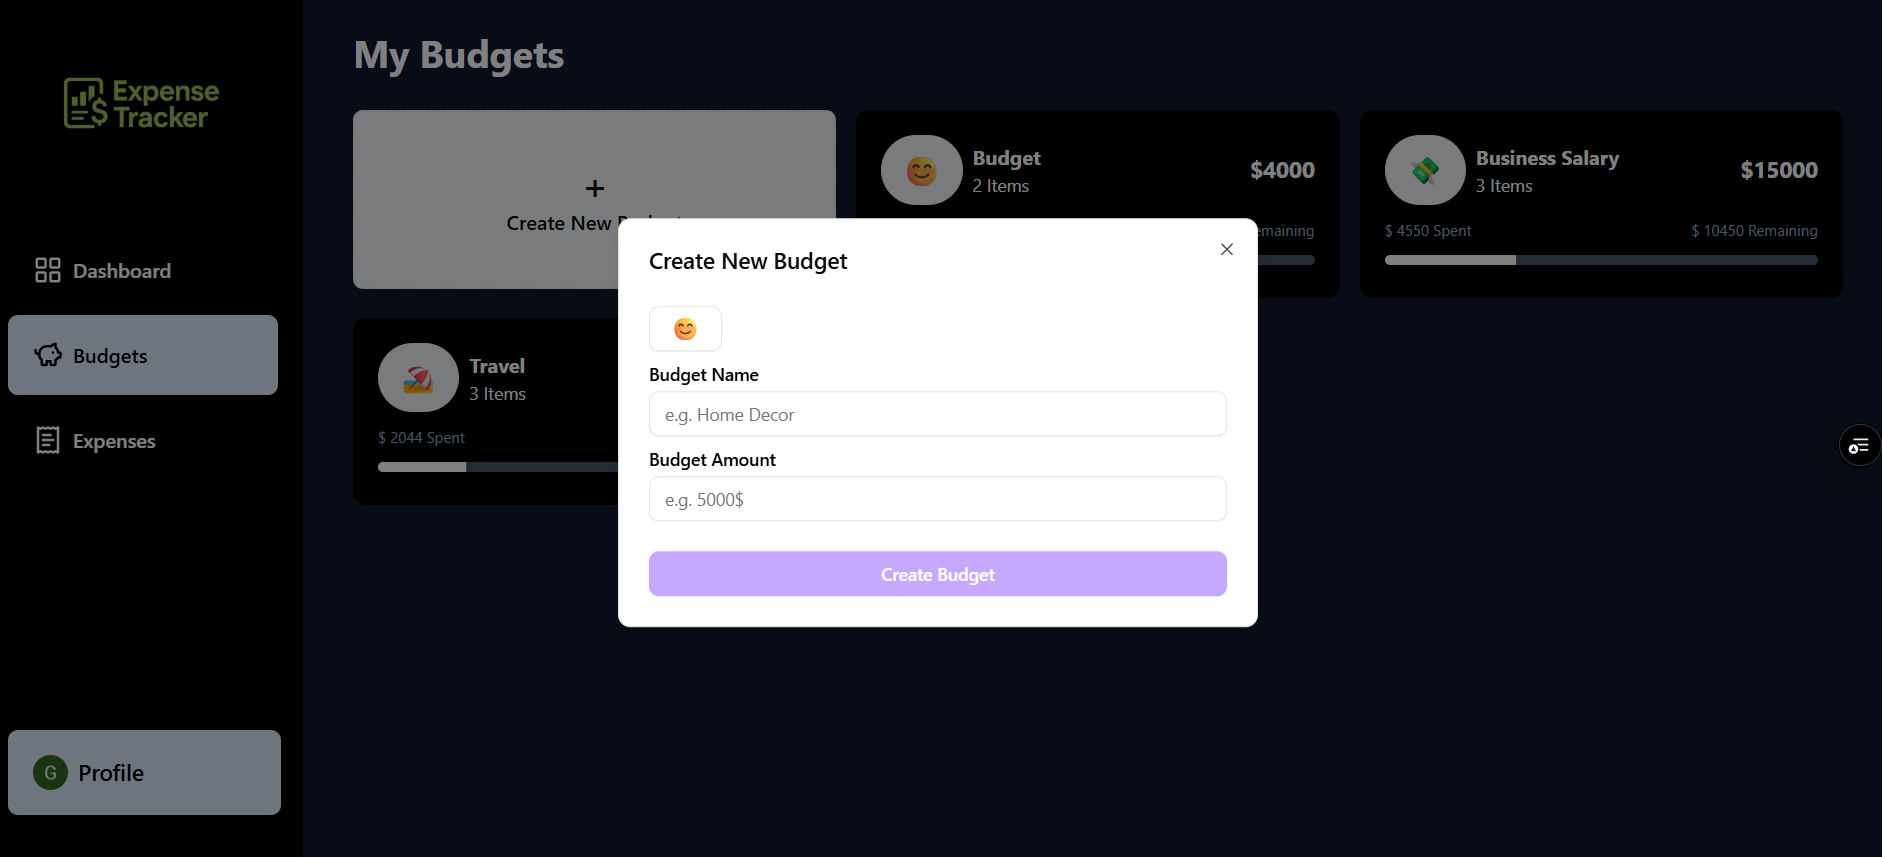 Expense
Tracker
Dashboard
Budgets
Expenses
G
Profile
My Budgets
+
Create New
Budget
2 Items
$4000
emaining
Business Salary
3 Items
$15000
$ 4550 Spent
$ 10450 Remaining
Travel
3 Items
$ 2044 Spent
Create New Budget
Budget Name
e.g. Home Decor
Budget Amount
e.g. 5000$
Create Budget